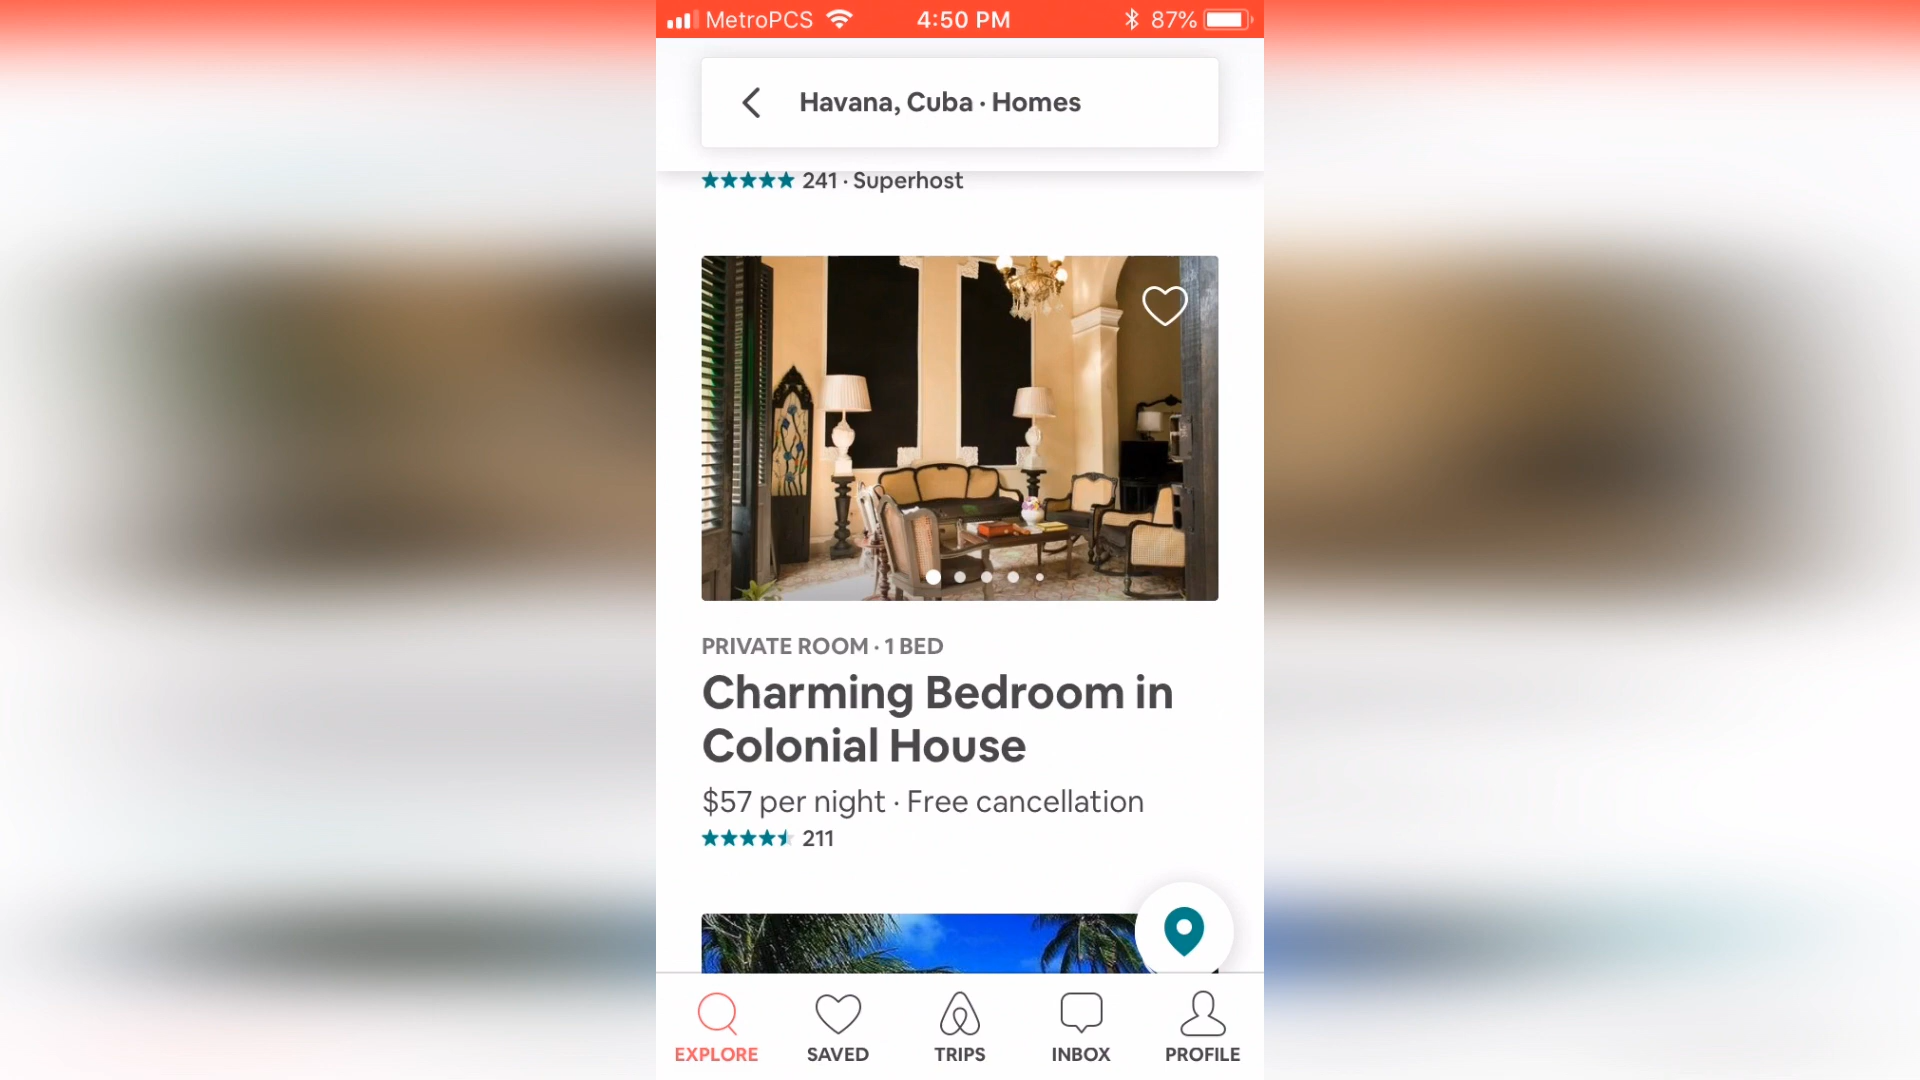 MetroPCS 4:50 PM 87%
Havana, Cuba · Homes
241 · Superhost
PRIVATE ROOM · 1 BED
Charming Bedroom in
Colonial House
$57 per night · Free cancellation
211
EXPLORE SAVED TRIPS INBOX PROFILE